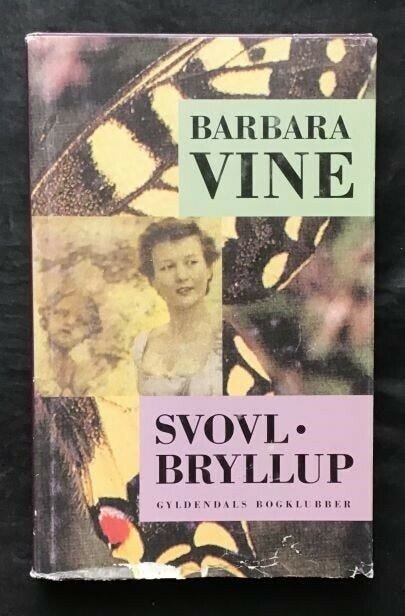 BARBARA
VINE
SVOVL•
BRYLLUP
GYLDENDALS BOGKLUBBER